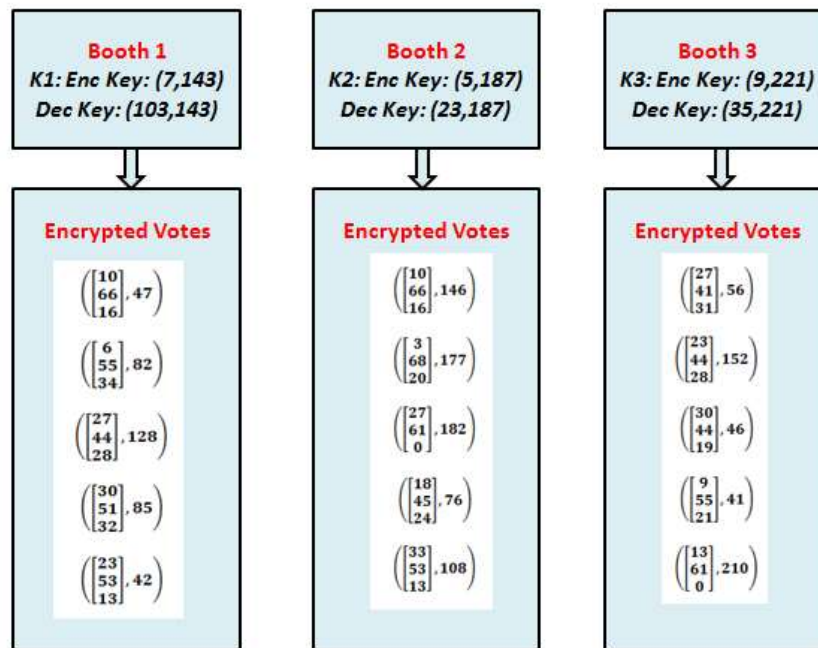 Booth 1
K1: Enc Key: (7,143)
Dec Key: (103,143)
Encrypted Votes
([10 66 16], 47)
([6 55 34], 82)
([27 44 28], 128)
([30 51 32], 85)
([23 53 13], 42)
Booth 2
K2: Enc Key: (5,187)
Dec Key: (23,187)
Encrypted Votes
([10 66 16], 146)
([3 68 20], 177)
([27 61 0], 182)
([18 45 24], 76)
([33 53 13], 108)
Booth 3
K3: Enc Key: (9,221)
Dec Key: (35,221)
Encrypted Votes
([27 41 31], 56)
([23 44 28], 152)
([30 44 19], 46)
([9 55 21], 41)
([13 61 0], 210)